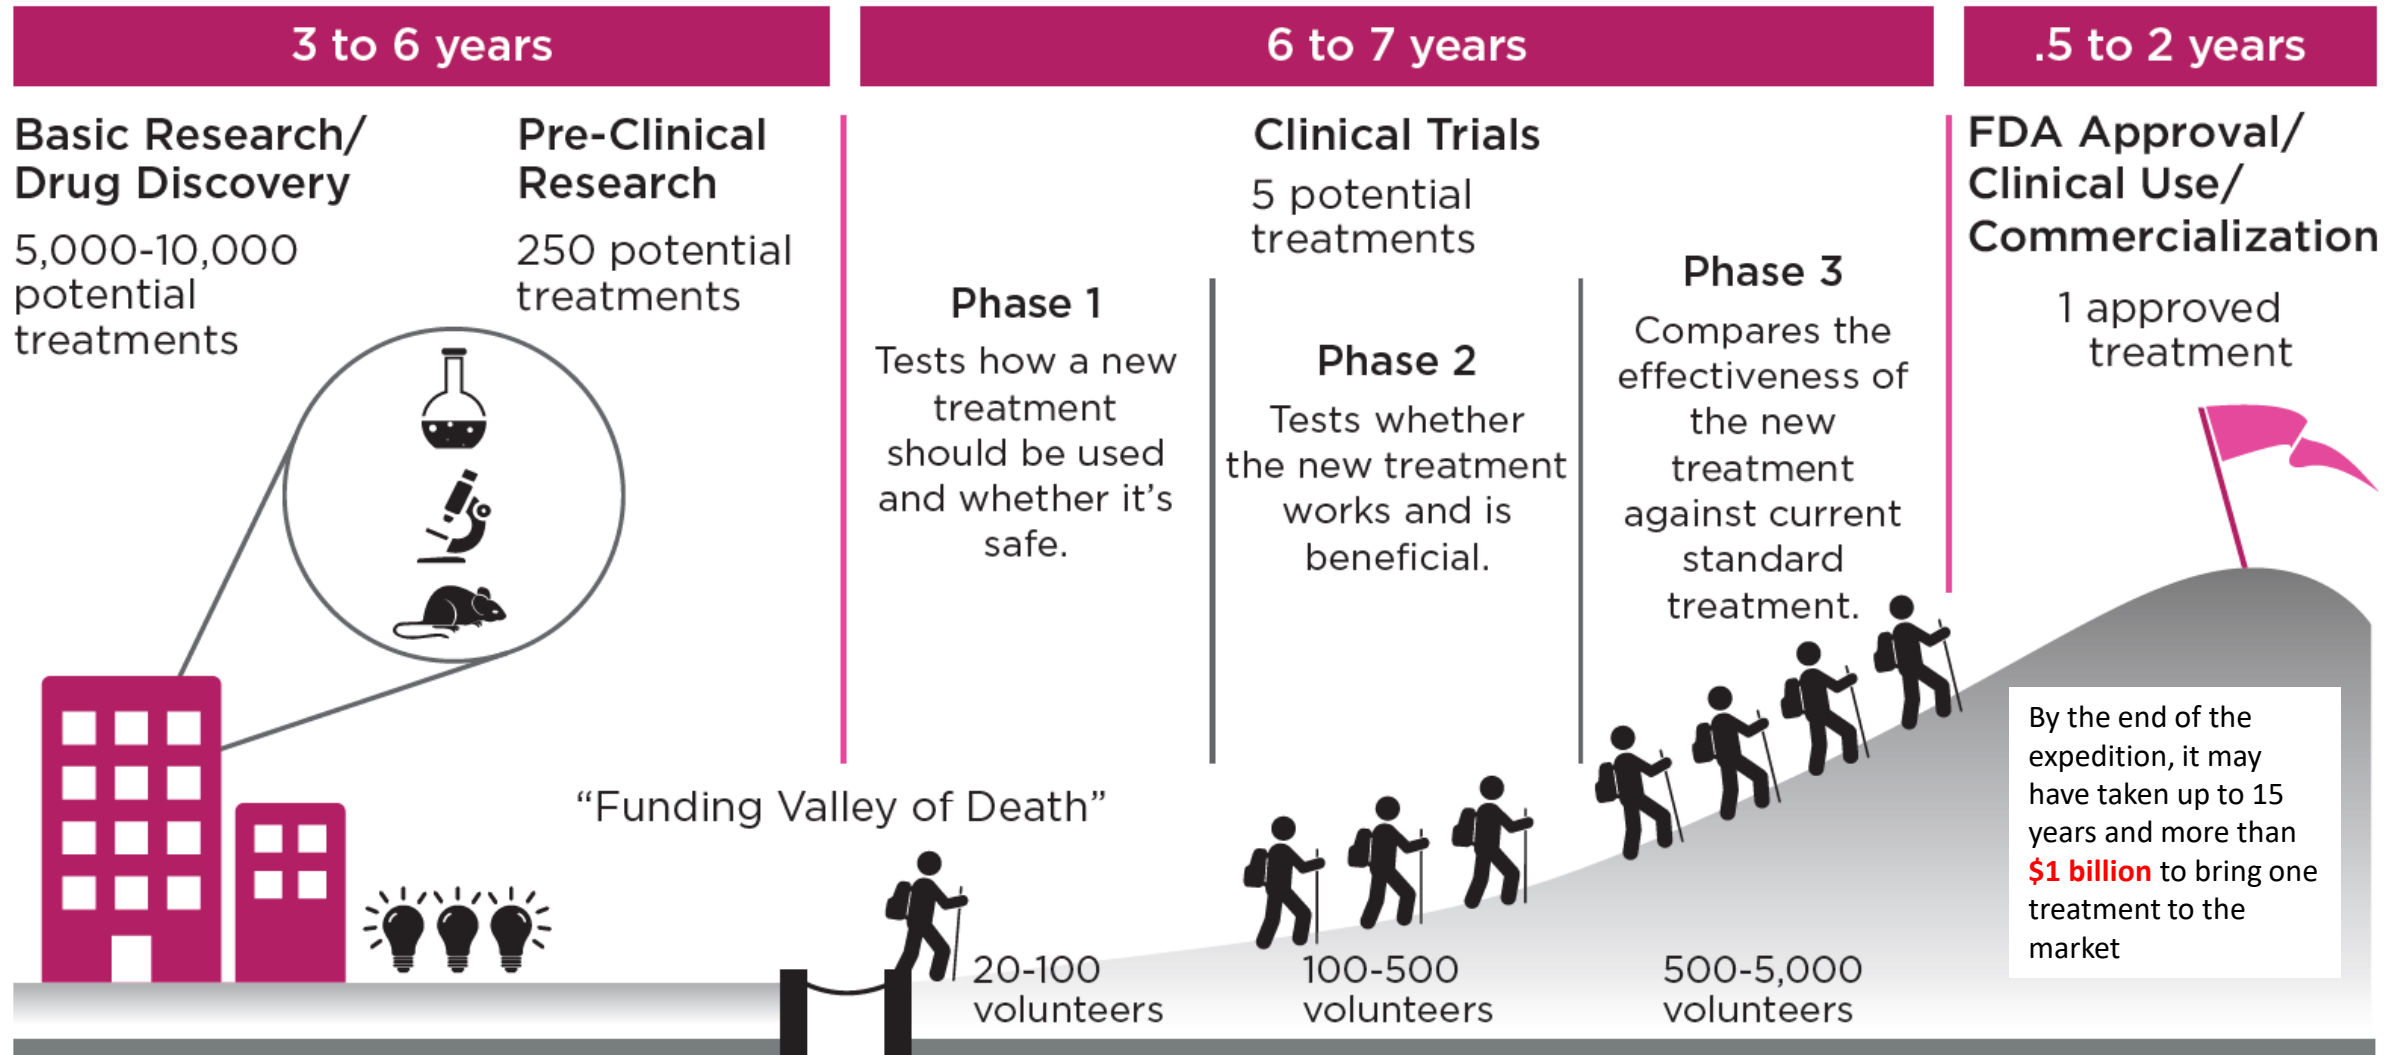 3 to 6 years
6 to 7 years
.5 to 2 years
Basic Research/
Drug Discovery
5,000-10,000
potential
treatments
Pre-Clinical
Research
250 potential
treatments
Clinical Trials
5 potential
treatments
Phase 1
Tests how a new
treatment
should be used
and whether it's
safe.
Phase 2
Tests whether
the new treatment
works and is
beneficial.
Phase 3
Compares the
effectiveness of
the new
treatment
against current
standard
treatment.
FDA Approval/
Clinical Use/
Commercialization
1 approved
treatment
“Funding Valley of Death”
20-100
volunteers
100-500
volunteers
500-5,000
volunteers
By the end of the
expedition, it may
have taken up to 15
years and more than
$1 billion to bring one
treatment to the
market